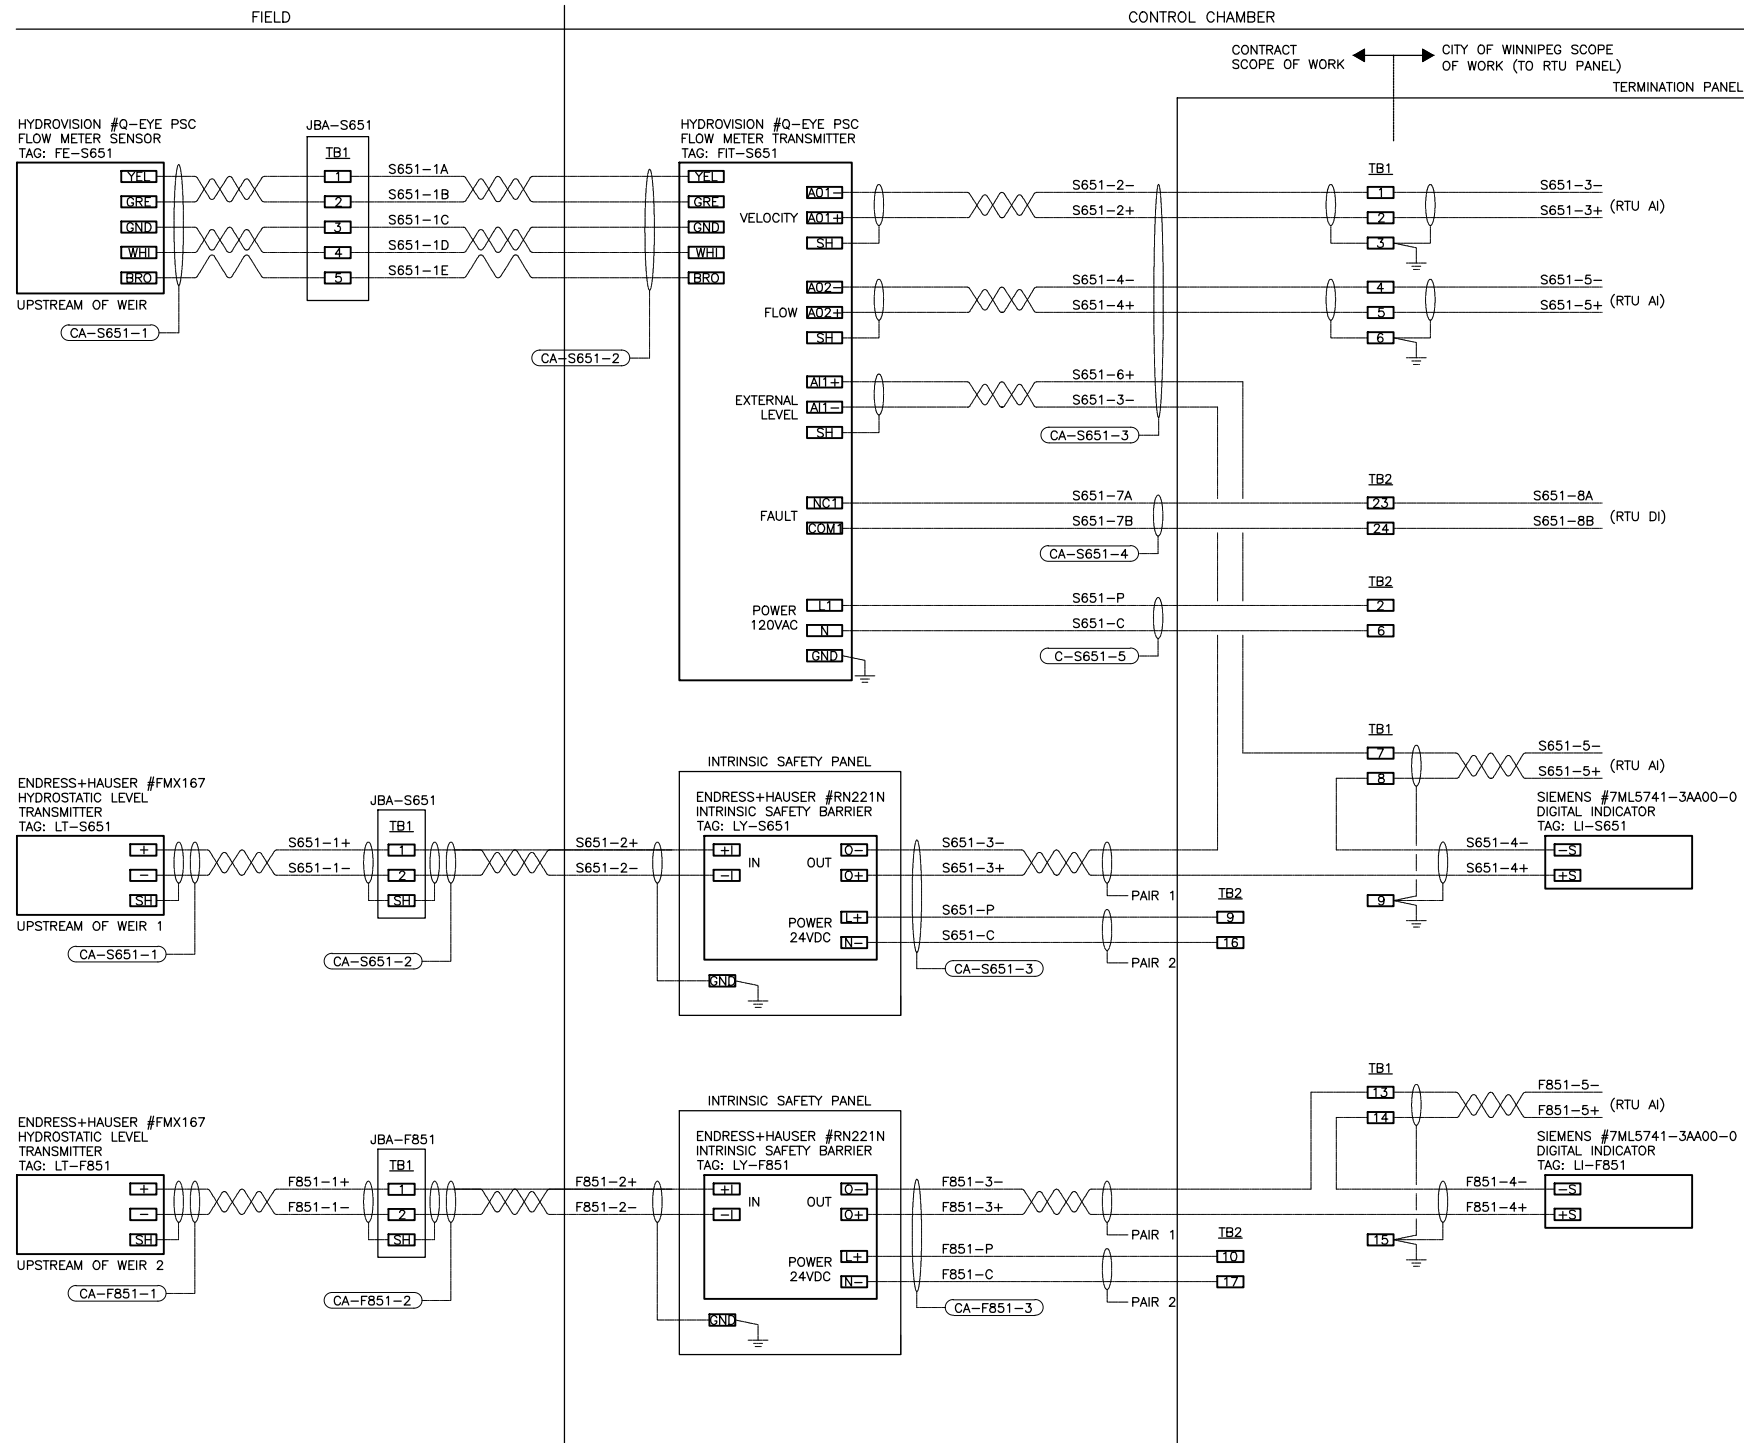 FIELD
CONTROL CHAMBER
CONTRACT
SCOPE OF WORK
CITY OF WINNIPEG SCOPE
OF WORK (TO RTU PANEL)
TERMINATION PANEL
HYDROVISION #Q-EYE PSC
FLOW METER SENSOR
TAG: FE-S651
YEL
GRE
GND
WHI
BRO
UPSTREAM OF WEIR
CA-S651-1
JBA-S651
TB1
1
2
3
4
5
S651-1A
S651-1B
S651-1C
S651-1D
S651-1E
CA-S651-2
HYDROVISION #Q-EYE PSC
FLOW METER TRANSMITTER
TAG: FIT-S651
YEL
GRE
GND
WHI
BRO
VELOCITY
AO1-
AO1+
SH
FLOW
AO2-
AO2+
SH
EXTERNAL
LEVEL
AI1+
AI1-
SH
FAULT
NC1
COM1
POWER
120VAC
L1
N
GND
S651-2-
S651-2+
S651-4-
S651-4+
S651-6+
S651-3-
CA-S651-3
S651-7A
S651-7B
CA-S651-4
S651-P
S651-C
C-S651-5
TB1
1
2
3
4
5
6
S651-3-
S651-3+
(RTU AI)
S651-5-
S651-5+
(RTU AI)
TB2
23
24
S651-8A
S651-8B
(RTU DI)
TB2
2
6
ENDRESS+HAUSER #FMX167
HYDROSTATIC LEVEL
TRANSMITTER
TAG: LT-S651
+
-
SH
UPSTREAM OF WEIR 1
CA-S651-1
S651-1+
S651-1-
JBA-S651
TB1
1
2
SH
CA-S651-2
S651-2+
S651-2-
INTRINSIC SAFETY PANEL
ENDRESS+HAUSER #RN221N
INTRINSIC SAFETY BARRIER
TAG: LY-S651
+I
-I
IN
OUT
O-
O+
POWER
24VDC
L+
N-
GND
S651-3-
S651-3+
S651-P
S651-C
CA-S651-3
PAIR 1
PAIR 2
TB2
9
16
TB1
7
8
9
S651-5-
S651-5+
(RTU AI)
SIEMENS #7ML5741-3AA00-0
DIGITAL INDICATOR
TAG: LI-S651
S651-4-
S651-4+
-S
+S
ENDRESS+HAUSER #FMX167
HYDROSTATIC LEVEL
TRANSMITTER
TAG: LT-F851
+
-
SH
UPSTREAM OF WEIR 2
CA-F851-1
F851-1+
F851-1-
JBA-F851
TB1
1
2
SH
CA-F851-2
F851-2+
F851-2-
INTRINSIC SAFETY PANEL
ENDRESS+HAUSER #RN221N
INTRINSIC SAFETY BARRIER
TAG: LY-F851
+I
-I
IN
OUT
O-
O+
POWER
24VDC
L+
N-
GND
F851-3-
F851-3+
F851-P
F851-C
CA-F851-3
PAIR 1
PAIR 2
TB2
10
17
TB1
13
14
15
F851-5-
F851-5+
(RTU AI)
SIEMENS #7ML5741-3AA00-0
DIGITAL INDICATOR
TAG: LI-F851
F851-4-
F851-4+
-S
+S